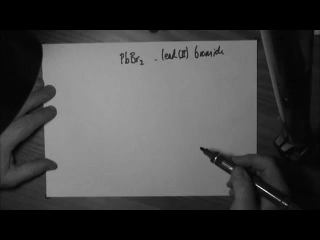 PbBr₂ . lead (II) bromide